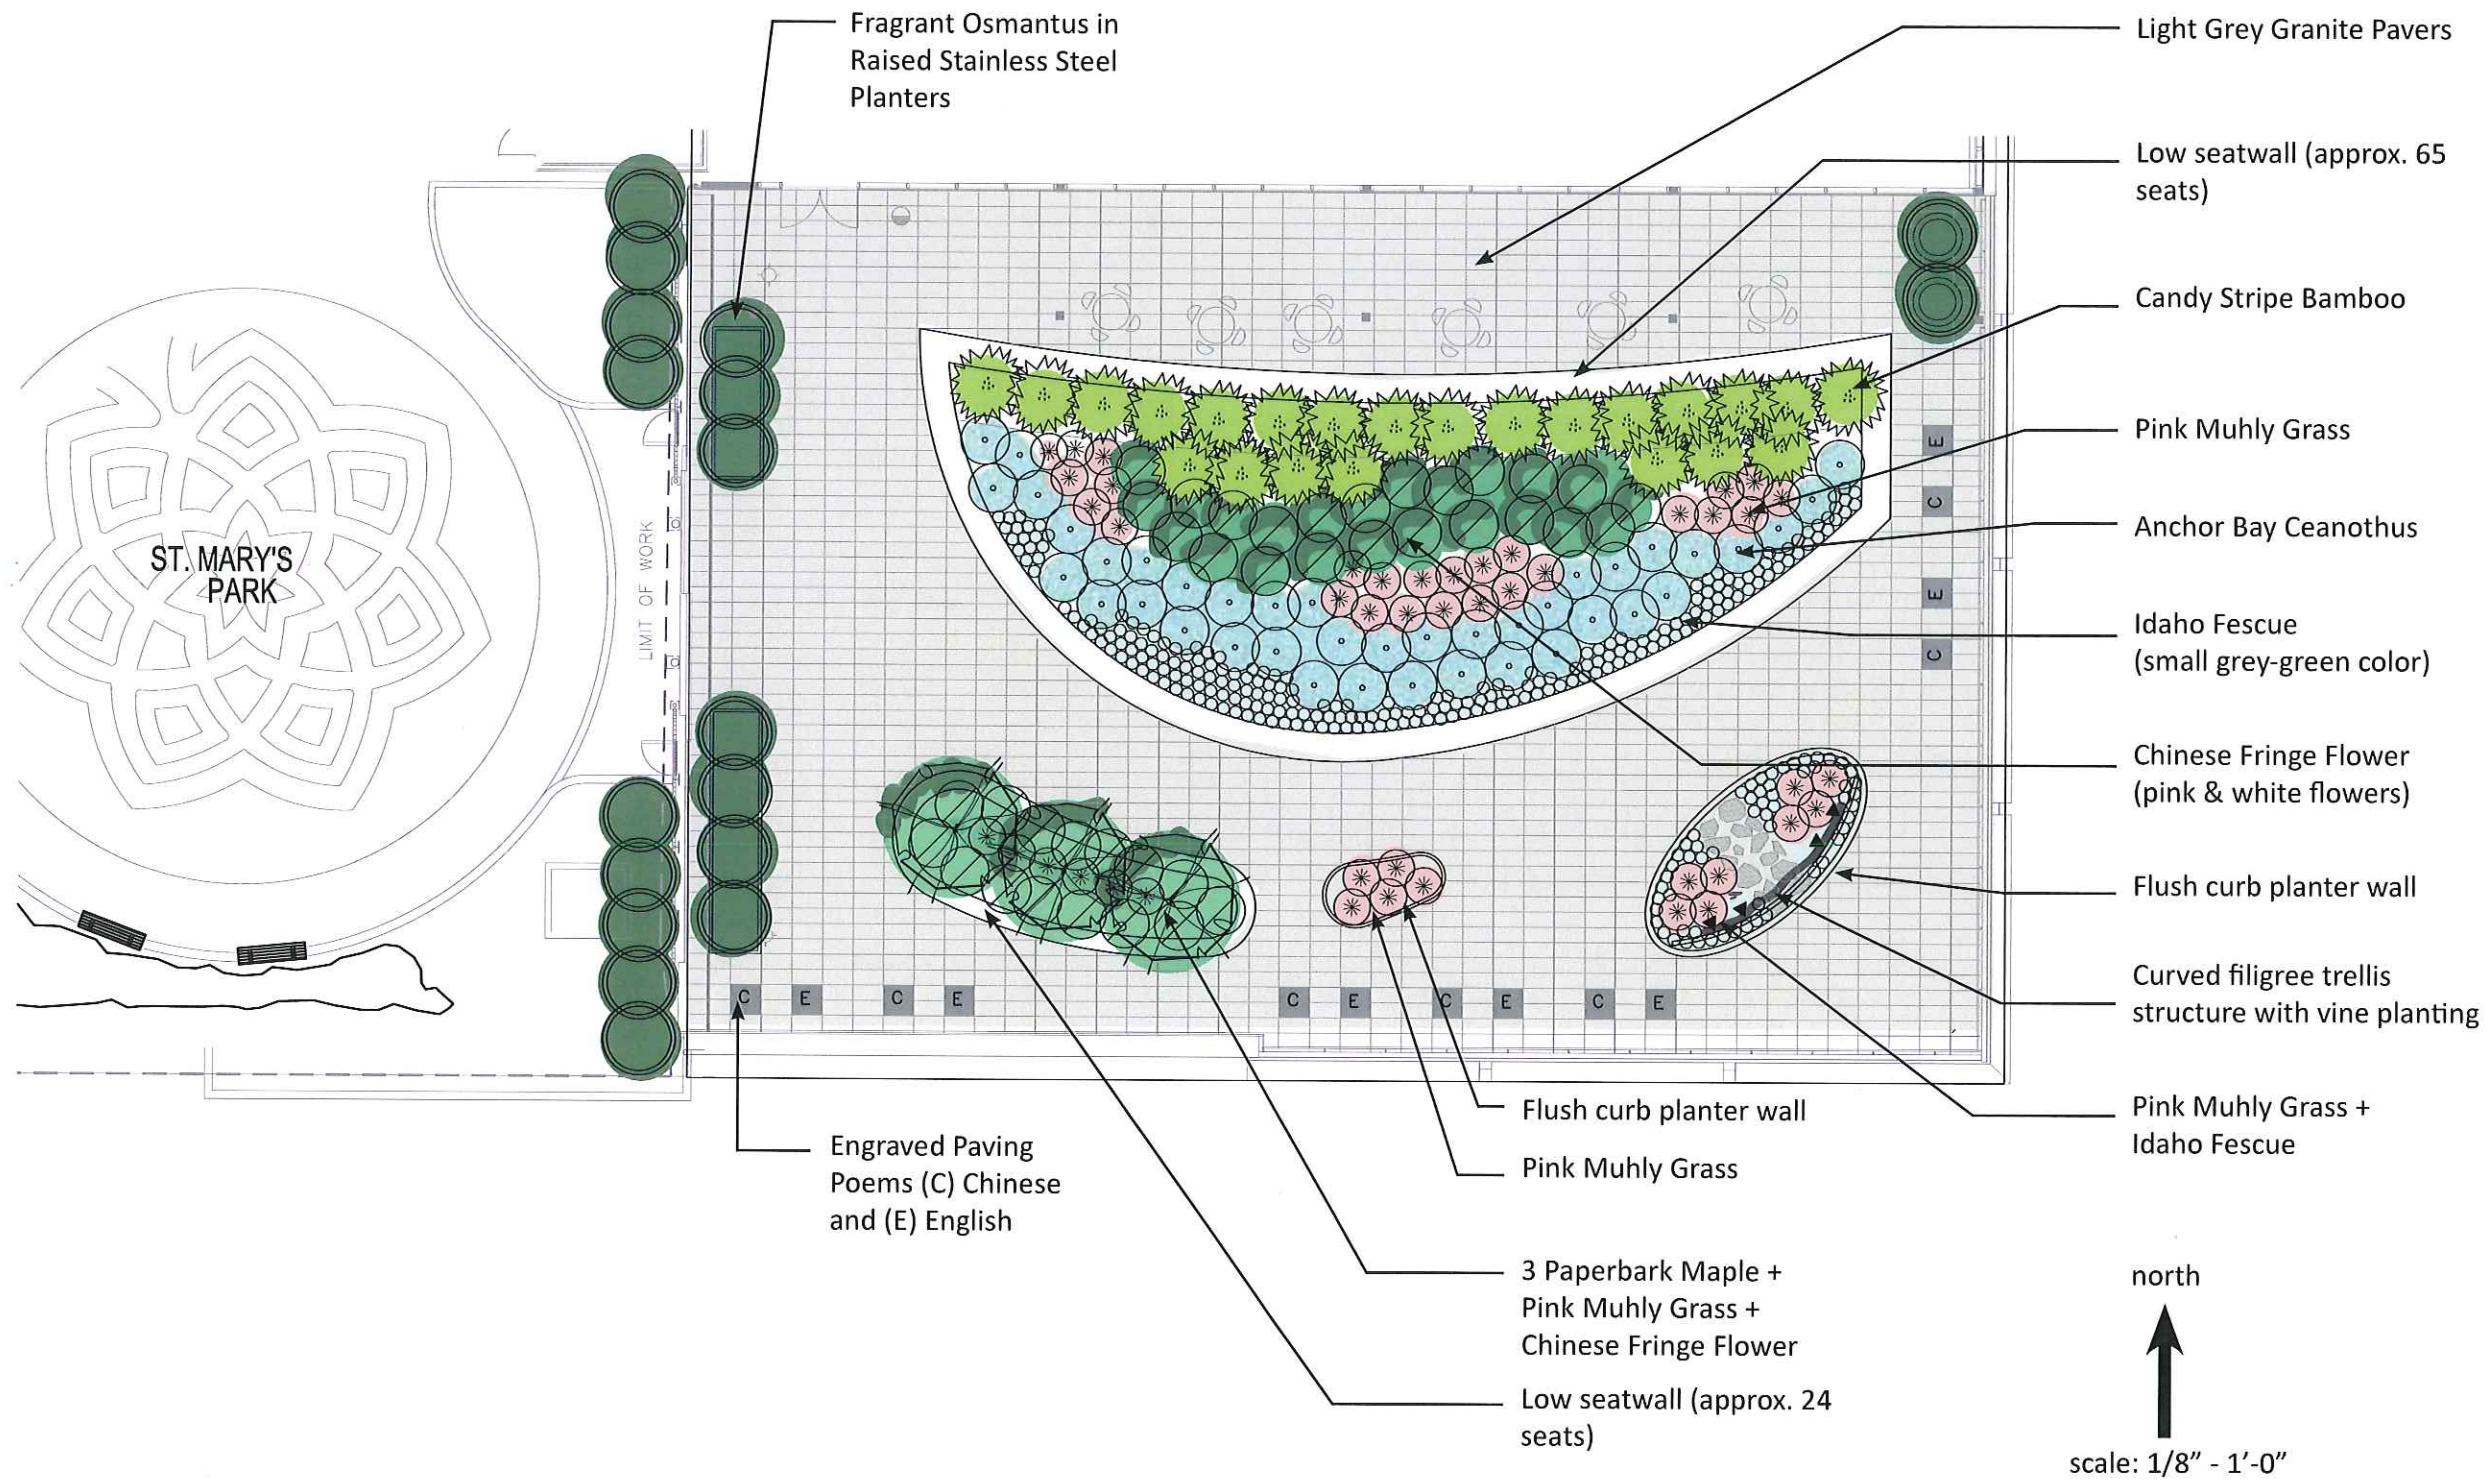 Fragrant Osmantus in
Raised Stainless Steel
Planters
Light Grey Granite Pavers
Low seatwall (approx. 65
seats)
Candy Stripe Bamboo
Pink Muhly Grass
Anchor Bay Ceanothus
Idaho Fescue
(small grey-green color)
Chinese Fringe Flower
(pink & white flowers)
Flush curb planter wall
Curved filigree trellis
structure with vine planting
Pink Muhly Grass +
Idaho Fescue
ST. MARY'S
PARK
LIMIT OF WORK
E
C
E
C
C E C E C E C E C E
Engraved Paving
Poems (C) Chinese
and (E) English
Flush curb planter wall
Pink Muhly Grass
3 Paperbark Maple +
Pink Muhly Grass +
Chinese Fringe Flower
Low seatwall (approx. 24
seats)
north
scale: 1/8” - 1’-0”